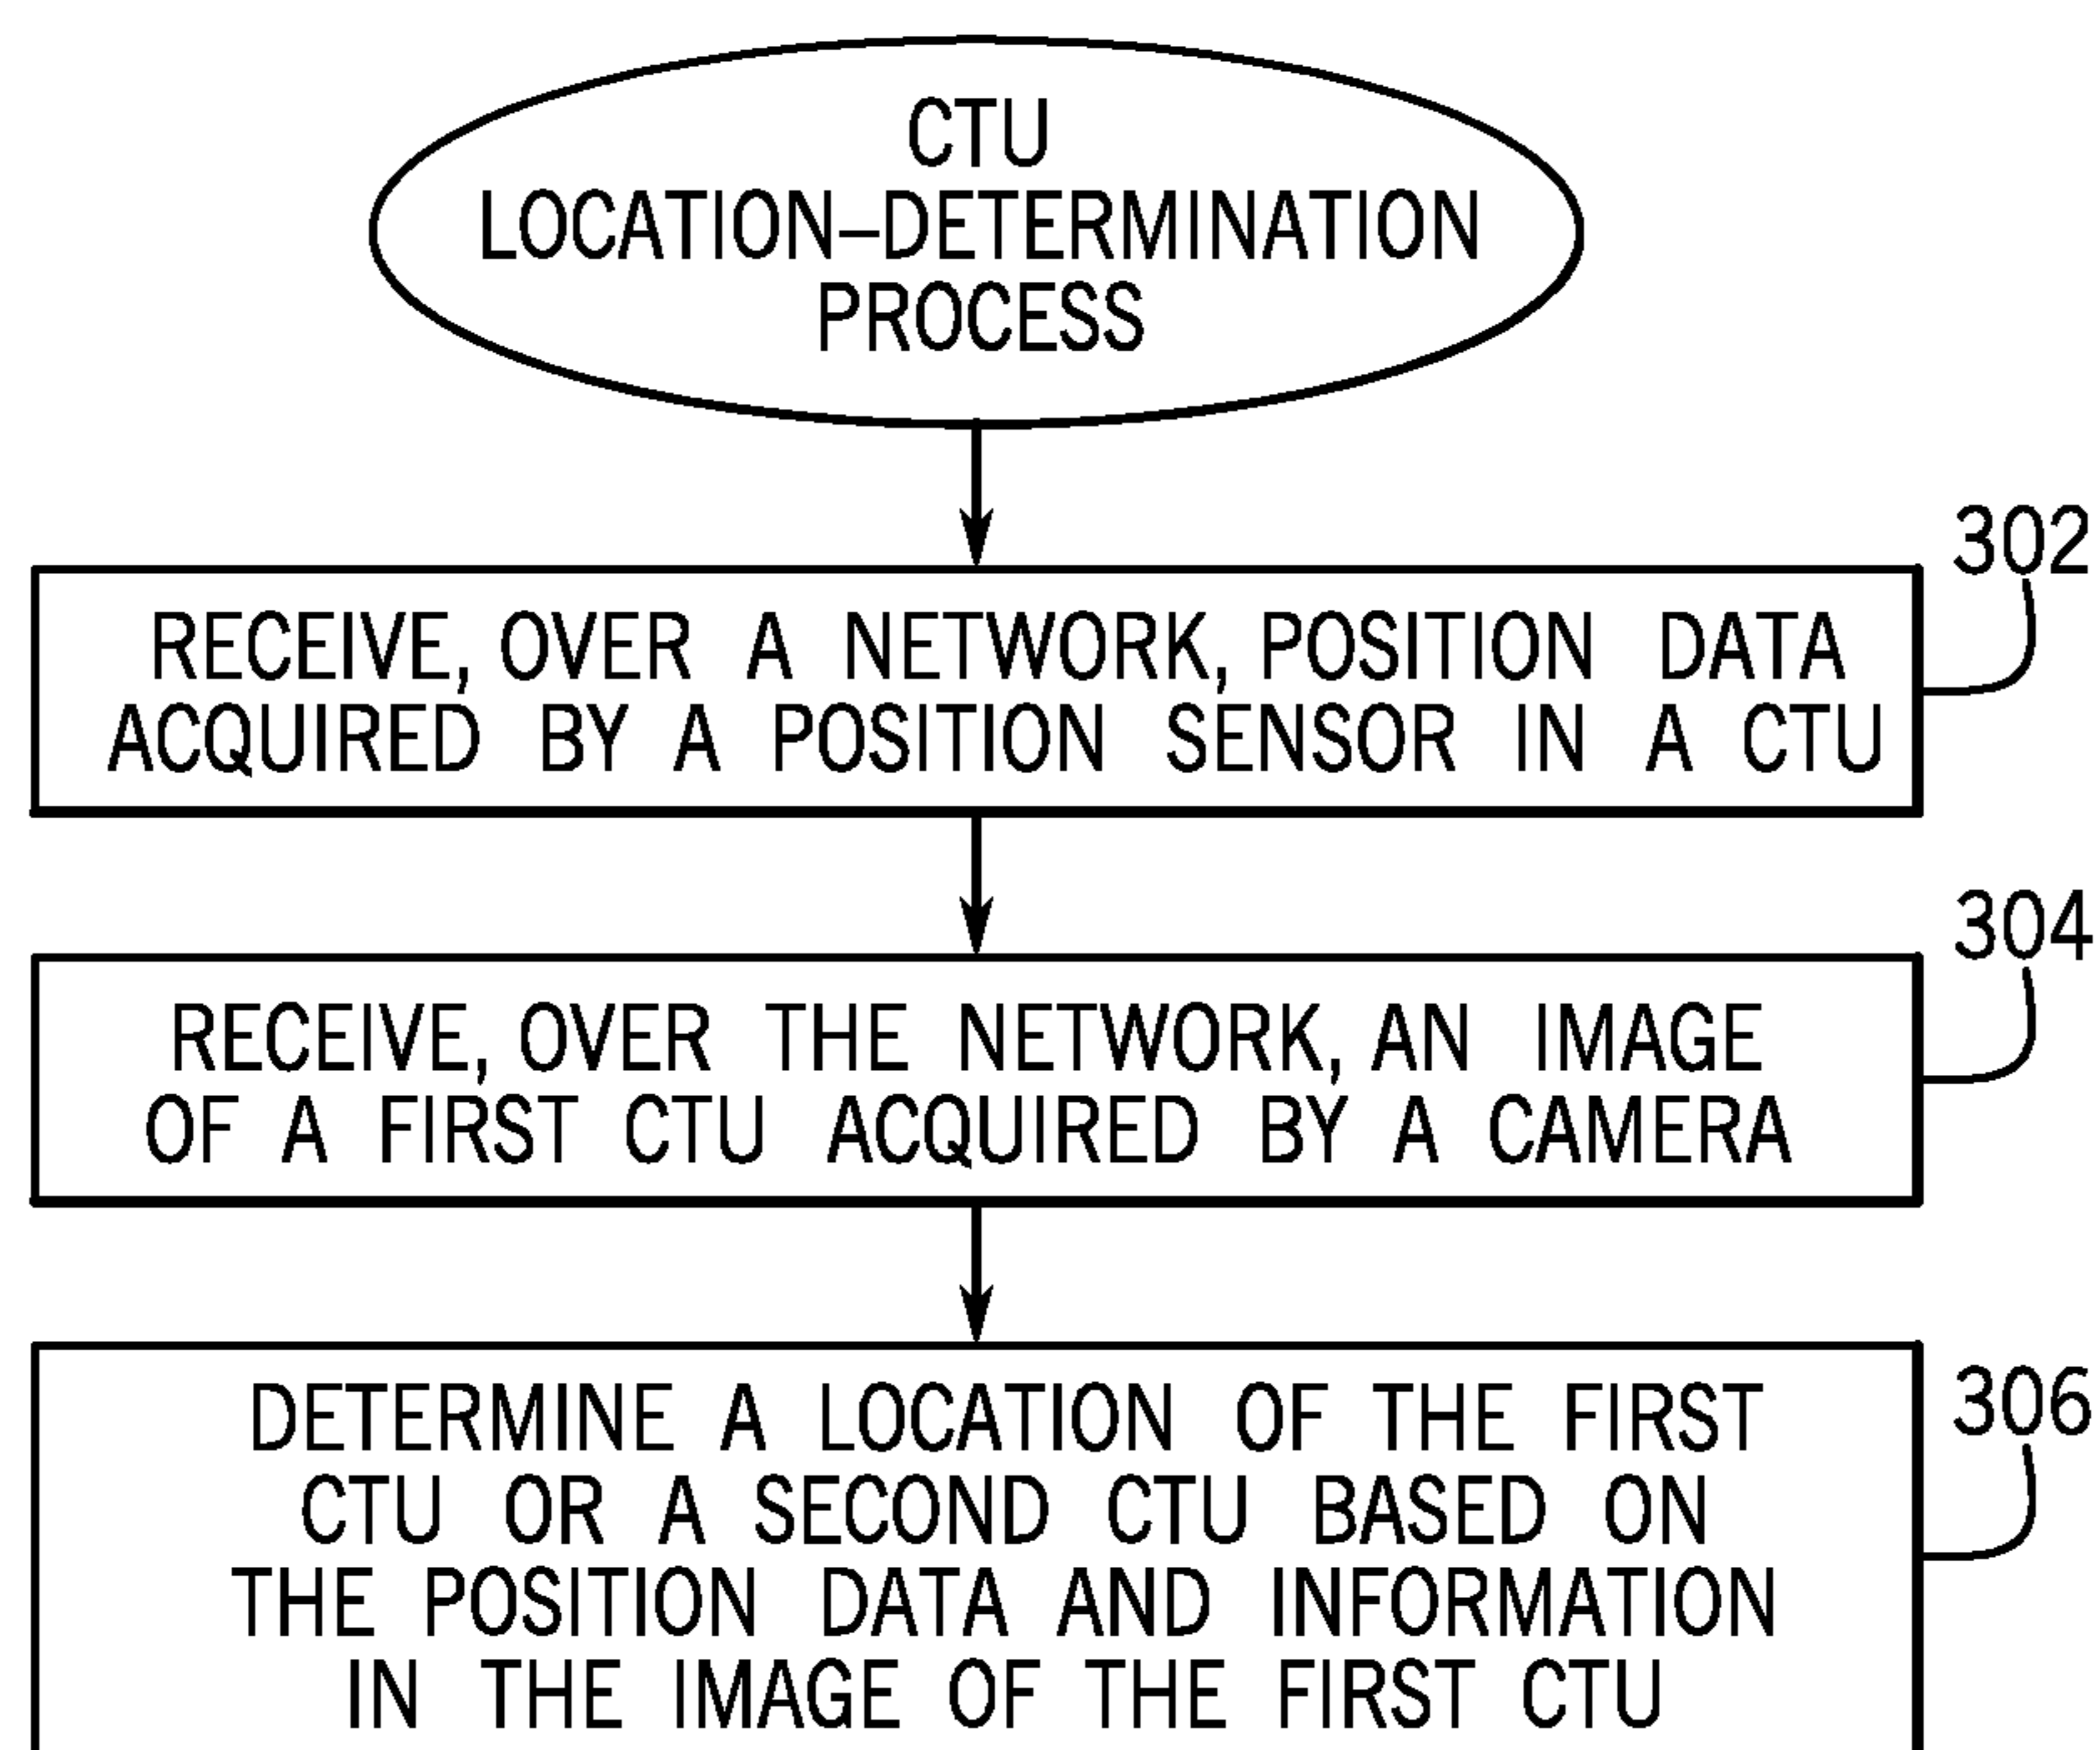 CTU
LOCATION–DETERMINATION
PROCESS
302
RECEIVE, OVER A NETWORK, POSITION DATA
ACQUIRED BY A POSITION SENSOR IN A CTU
304
RECEIVE, OVER THE NETWORK, AN IMAGE
OF A FIRST CTU ACQUIRED BY A CAMERA
306
DETERMINE A LOCATION OF THE FIRST
CTU OR A SECOND CTU BASED ON
THE POSITION DATA AND INFORMATION
IN THE IMAGE OF THE FIRST CTU